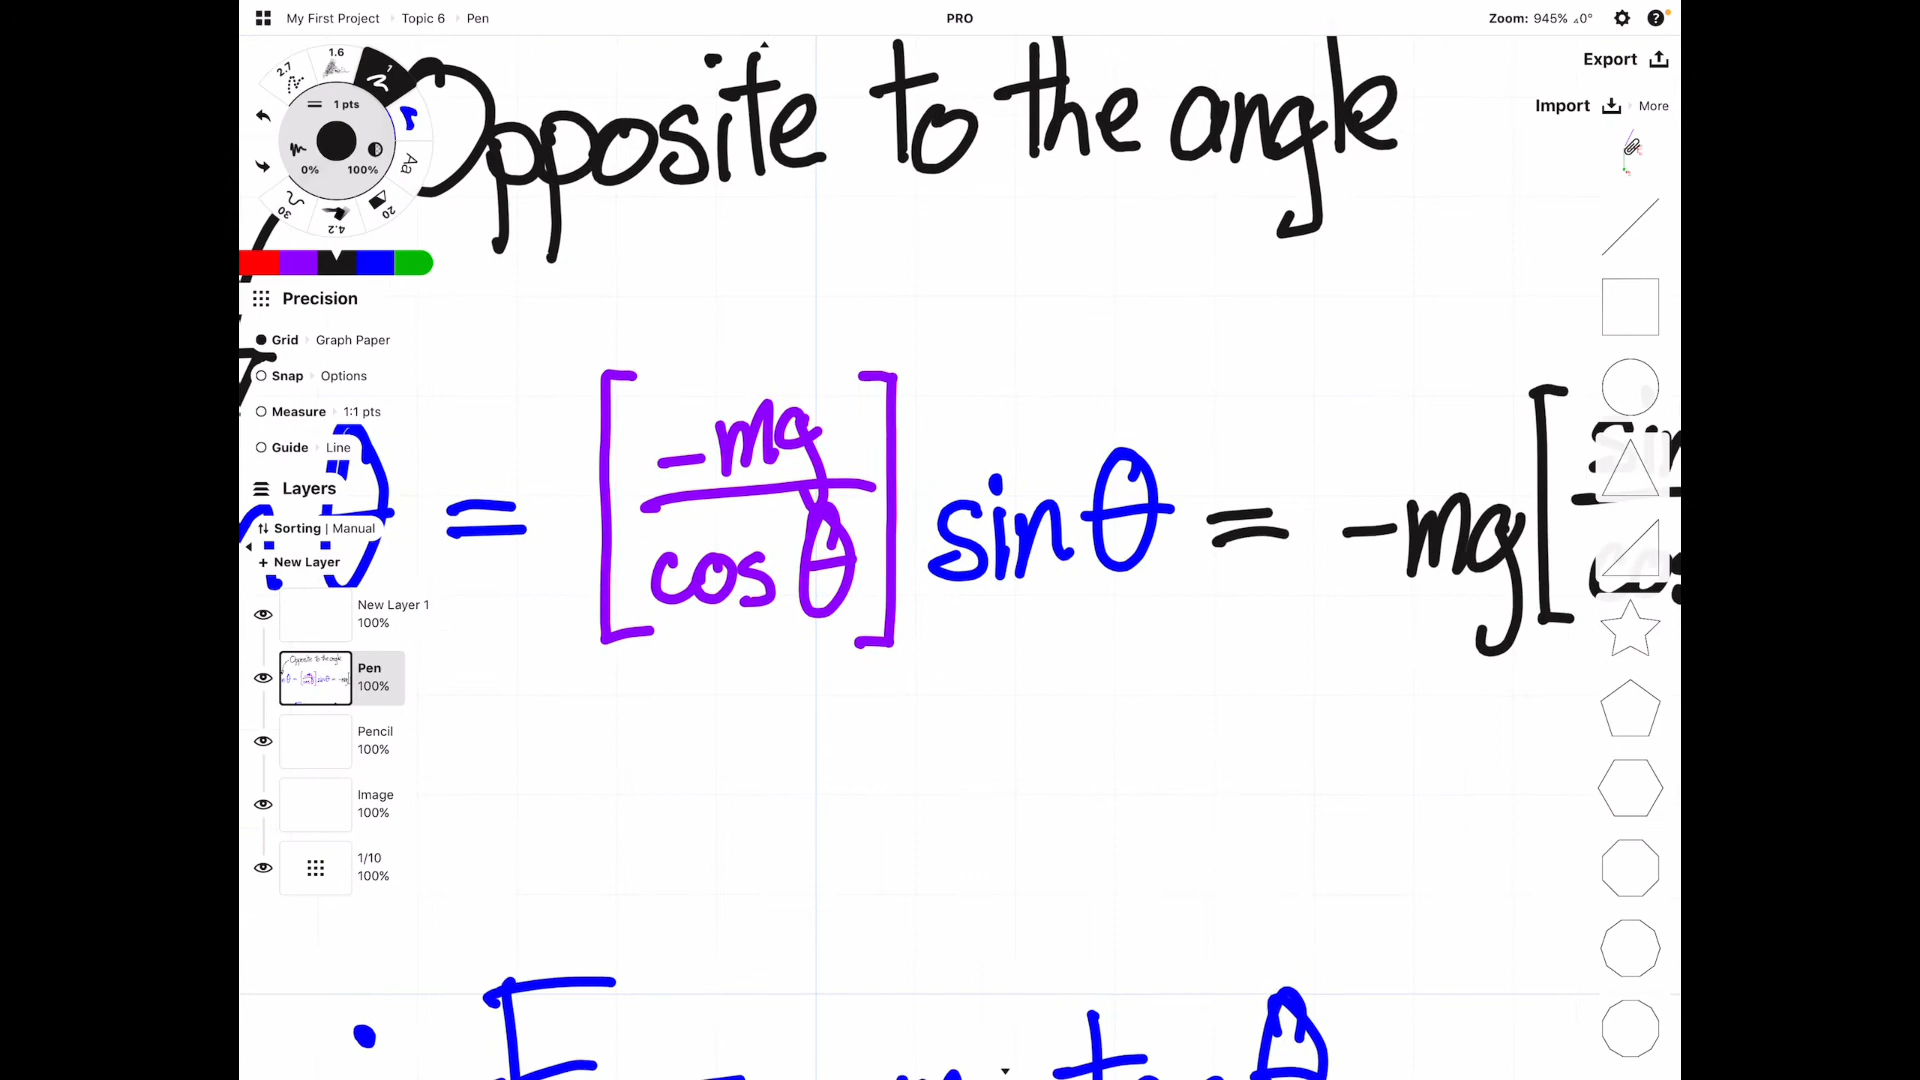 My First Project Topic 6 Pen
PRO
Zoom: 945% ⊿0°
Export
Import More
2.7 1.6 1
1 pts
0% 100%
Aa
30 4.2 20
Opposite to the angle
Precision
Grid Graph Paper
Snap Options
Measure 1:1 pts
Guide Line
Layers
Sorting | Manual
+ New Layer
New Layer 1
100%
Pen
100%
Pencil
100%
Image
100%
1/10
100%
θ = [-mg / cos θ] sin θ = -mg [